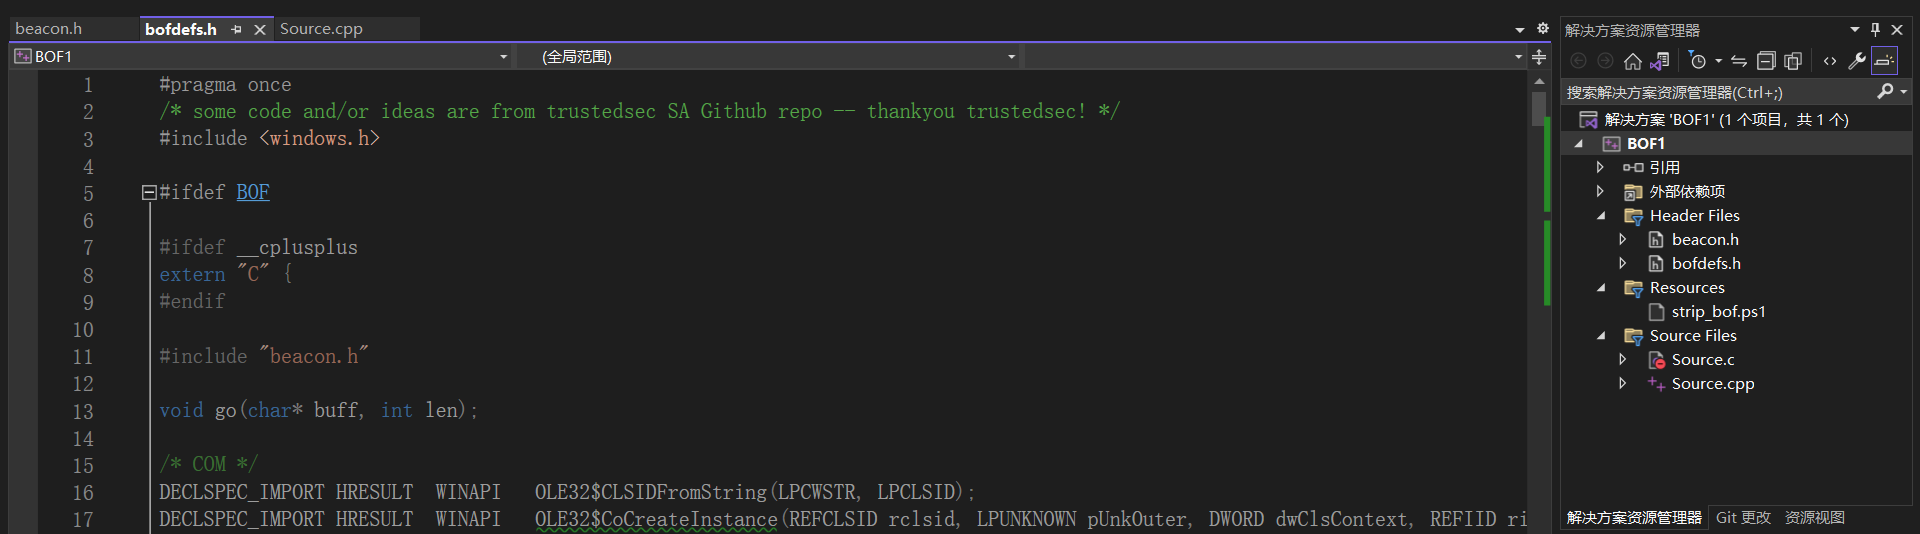 beacon.h
bofdefs.h
Source.cpp
BOF1
(全局范围)
1 #pragma once
2 /* some code and/or ideas are from trustedsec SA Github repo -- thankyou trustedsec! */
3 #include <windows.h>
4
5 #ifdef BOF
6
7 #ifdef __cplusplus
8 extern "C" {
9 #endif
10
11 #include "beacon.h"
12
13 void go(char* buff, int len);
14
15 /* COM */
16 DECLSPEC_IMPORT HRESULT WINAPI OLE32$CLSIDFromString(LPCWSTR, LPCLSID);
17 DECLSPEC_IMPORT HRESULT WINAPI OLE32$CoCreateInstance(REFCLSID rclsid, LPUNKNOWN pUnkOuter, DWORD dwClsContext, REFIID ri
解决方案资源管理器
搜索解决方案资源管理器(Ctrl+;)
解决方案 'BOF1' (1 个项目，共 1 个)
BOF1
引用
外部依赖项
Header Files
beacon.h
bofdefs.h
Resources
strip_bof.ps1
Source Files
Source.c
Source.cpp
解决方案资源管理器 Git 更改 资源视图